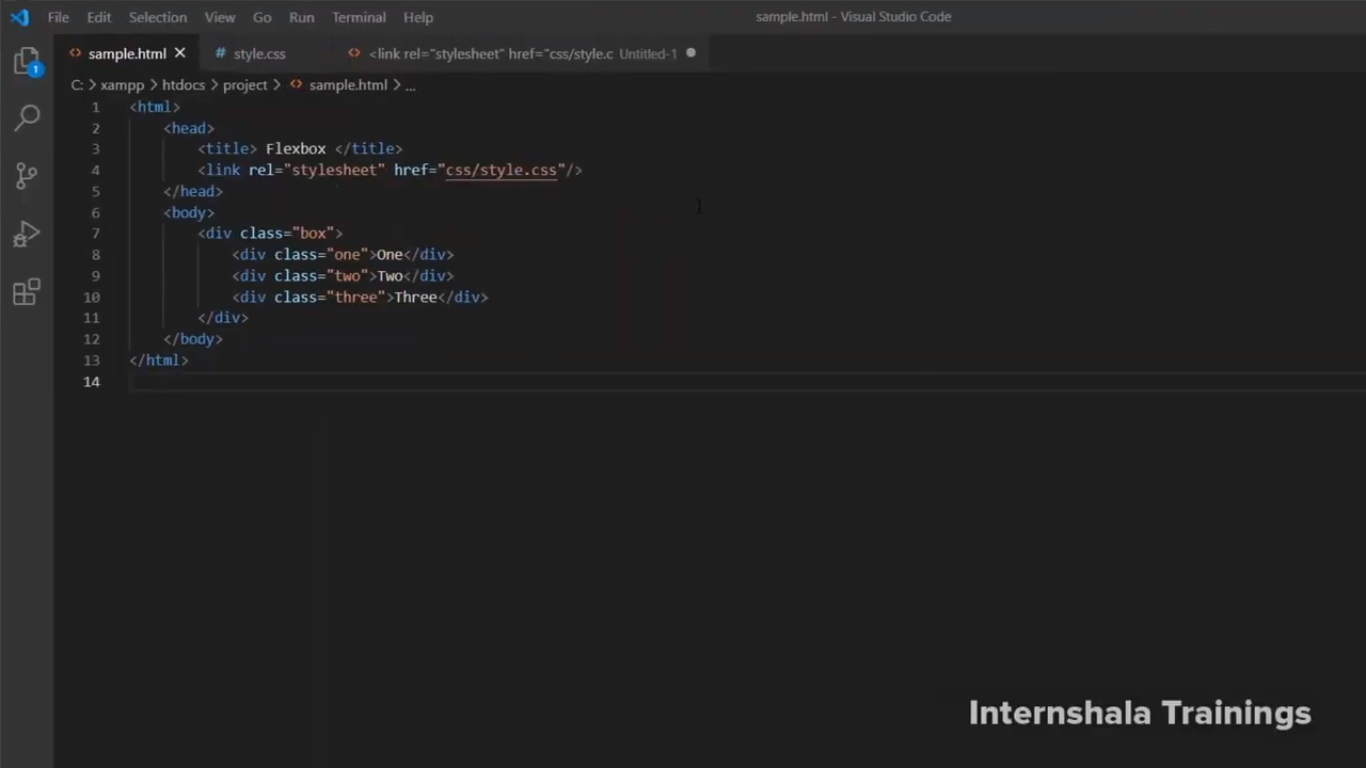 File Edit Selection View Go Run Terminal Help sample.html - Visual Studio Code
sample.html style.css <link rel="stylesheet" href="css/style.c Untitled-1
1
C: > xampp > htdocs > project > sample.html > ...
1 <html>
2 <head>
3 <title> Flexbox </title>
4 <link rel="stylesheet" href="css/style.css"/>
5 </head>
6 <body>
7 <div class="box">
8 <div class="one">One</div>
9 <div class="two">Two</div>
10 <div class="three">Three</div>
11 </div>
12 </body>
13 </html>
14
Internshala Trainings